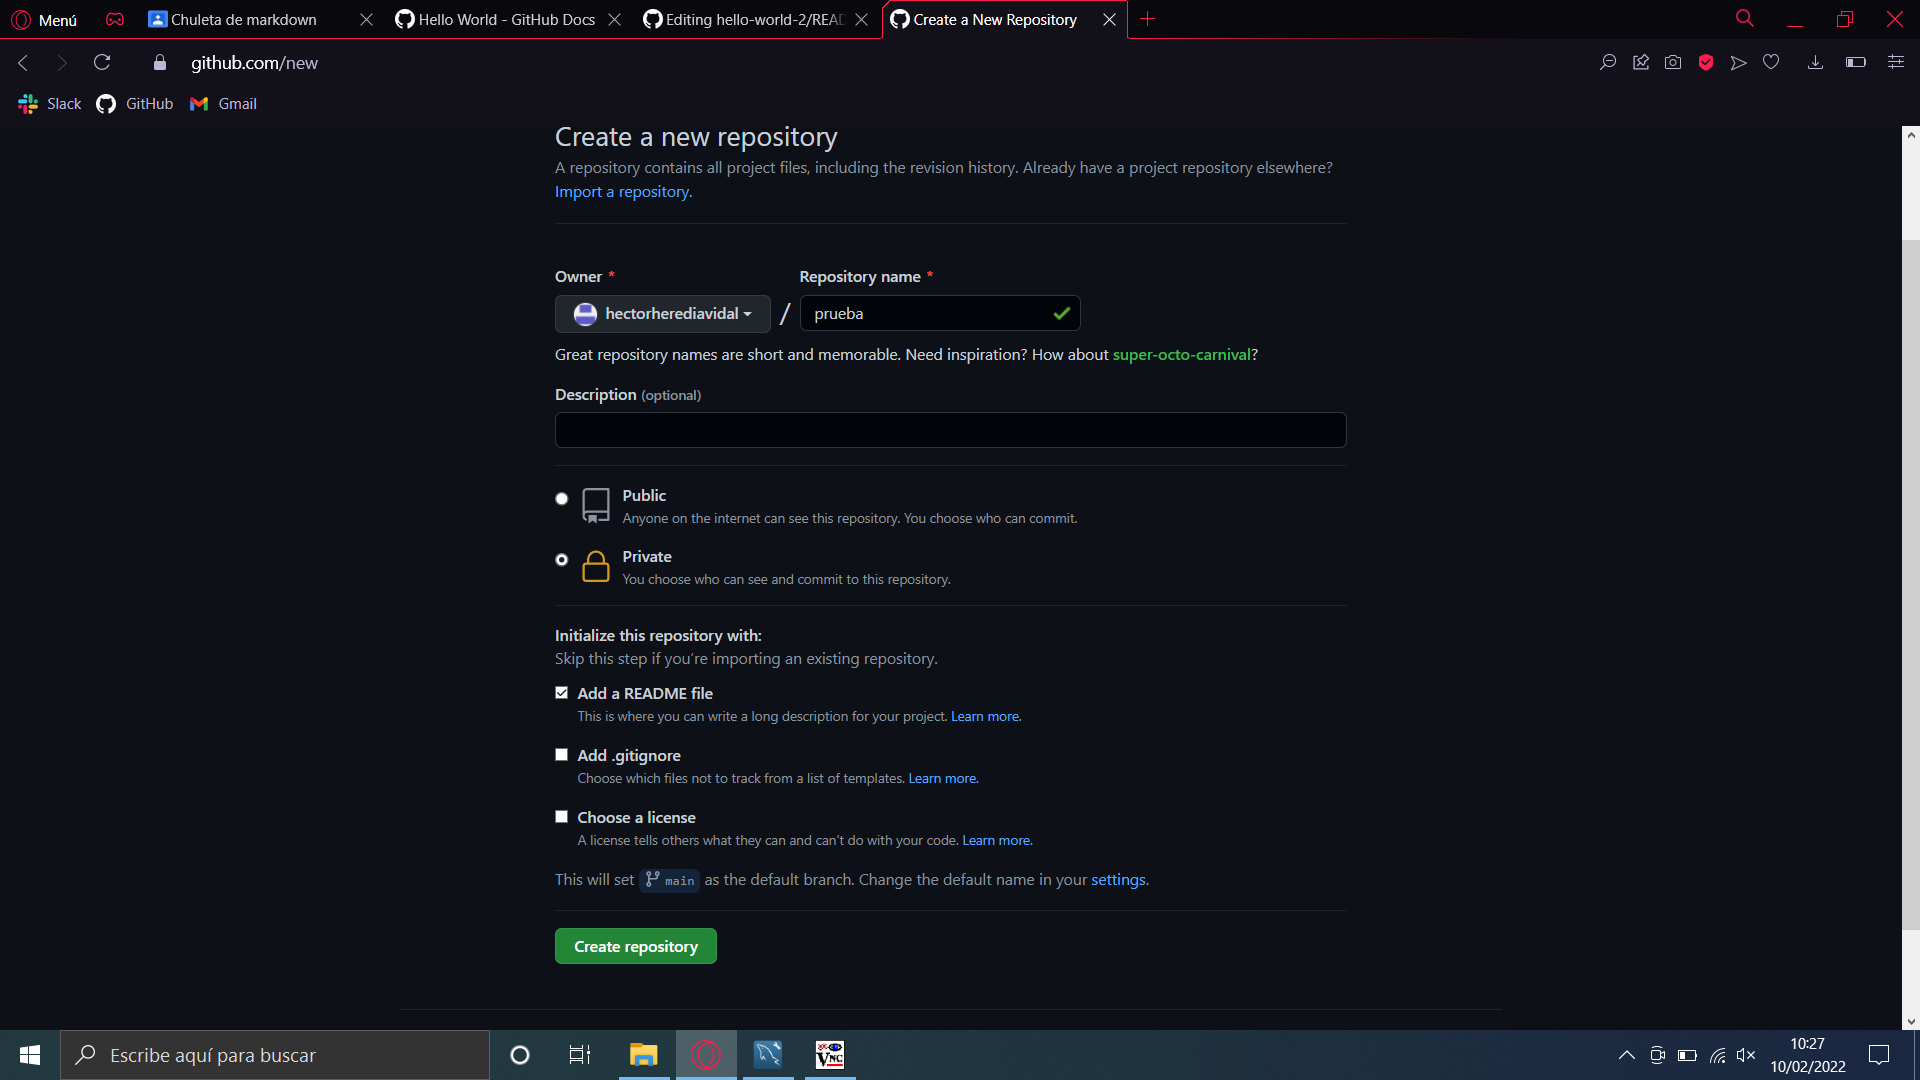 Menú
Chuleta de markdown
Hello World - GitHub Docs
Editing hello-world-2/READ
Create a New Repository
github.com/new
Slack
GitHub
Gmail
Create a new repository
A repository contains all project files, including the revision history. Already have a project repository elsewhere?
Import a repository.
Owner *
Repository name *
hectorherediavidal
/
prueba
Great repository names are short and memorable. Need inspiration? How about super-octo-carnival?
Description (optional)
Public
Anyone on the internet can see this repository. You choose who can commit.
Private
You choose who can see and commit to this repository.
Initialize this repository with:
Skip this step if you're importing an existing repository.
Add a README file
This is where you can write a long description for your project. Learn more.
Add .gitignore
Choose which files not to track from a list of templates. Learn more.
Choose a license
A license tells others what they can and can't do with your code. Learn more.
This will set main as the default branch. Change the default name in your settings.
Create repository
Escribe aquí para buscar
VNC
10:27
10/02/2022